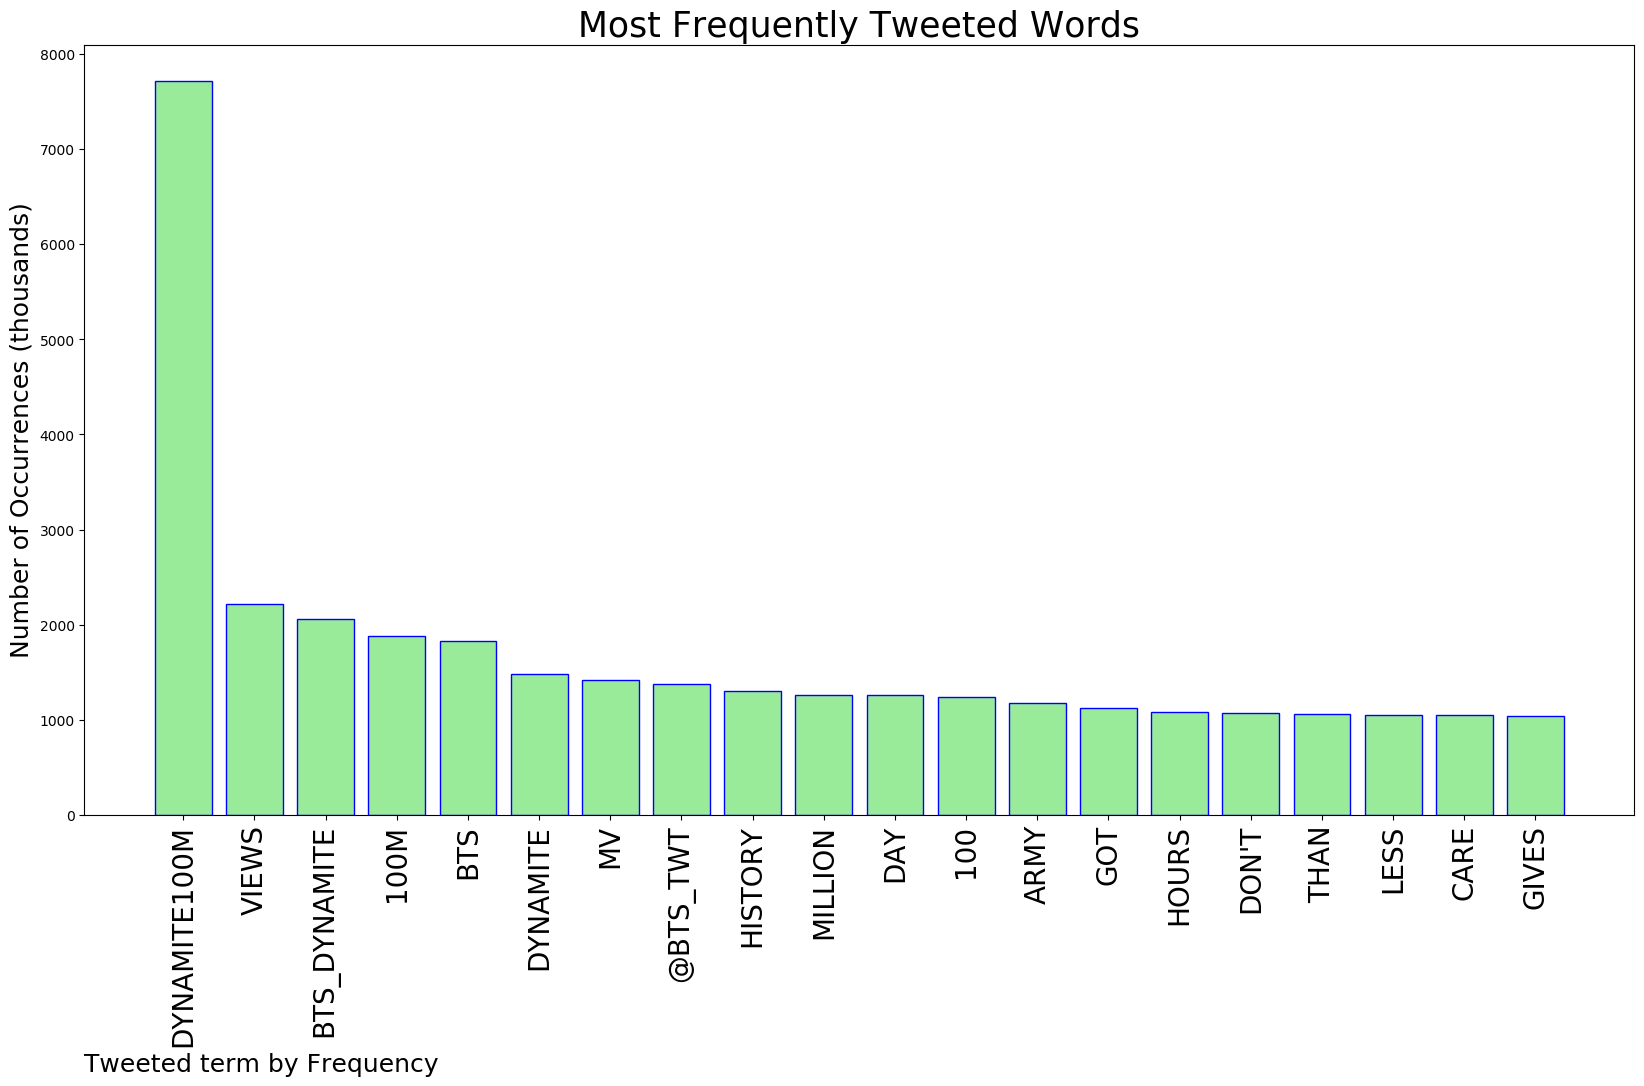 Most Frequently Tweeted Words
Number of Occurrences (thousands)
8000
7000
6000
5000
4000
3000
2000
1000
0
DYNAMITE100M
VIEWS
BTS_DYNAMITE
100M
BTS
DYNAMITE
MV
@BTS_TWT
HISTORY
MILLION
DAY
100
ARMY
GOT
HOURS
DON'T
THAN
LESS
CARE
GIVES
Tweeted term by Frequency